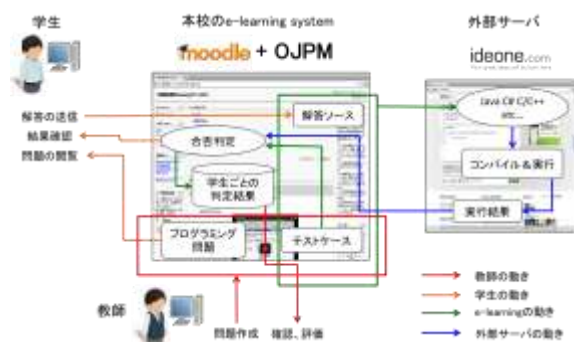 学生
本校のe-learning system
外部サーバ
moodle + OJPM
ideone.com
解答の送信
結果確認
問題の閲覧
解答ソース
合否判定
学生ごとの
判定結果
プログラミング
問題
テストケース
Java C# C/C++
etc...
コンパイル&実行
実行結果
教師
問題作成
確認、評価
教師の動き
学生の動き
e-learningの動き
外部サーバの動き